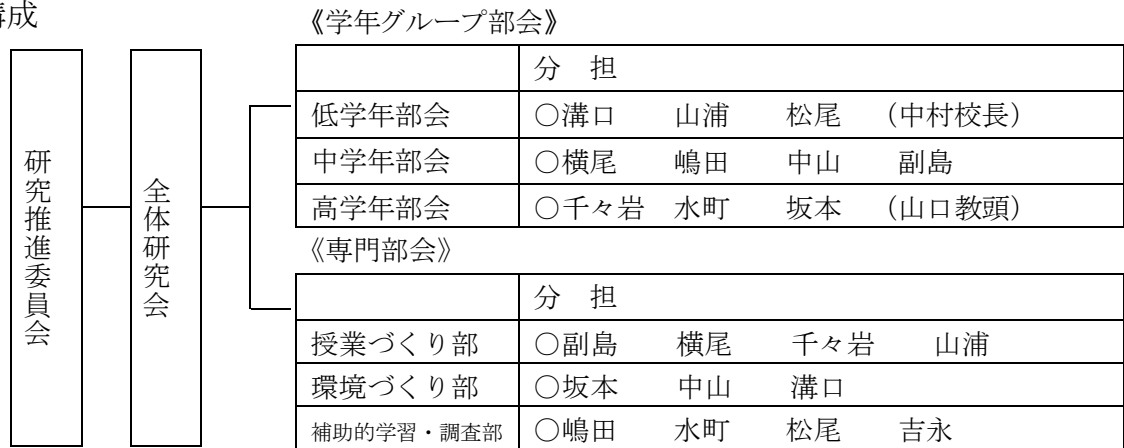 成
研究推進委員会
全体研究会
《学年グループ部会》
分　担
低学年部会　○溝口　山浦　松尾　（中村校長）
中学年部会　○横尾　嶋田　中山　副島
高学年部会　○千々岩　水町　坂本　（山口教頭）
《専門部会》
分　担
授業づくり部　○副島　横尾　千々岩　山浦
環境づくり部　○坂本　中山　溝口
補助的学習・調査部　○嶋田　水町　松尾　吉永